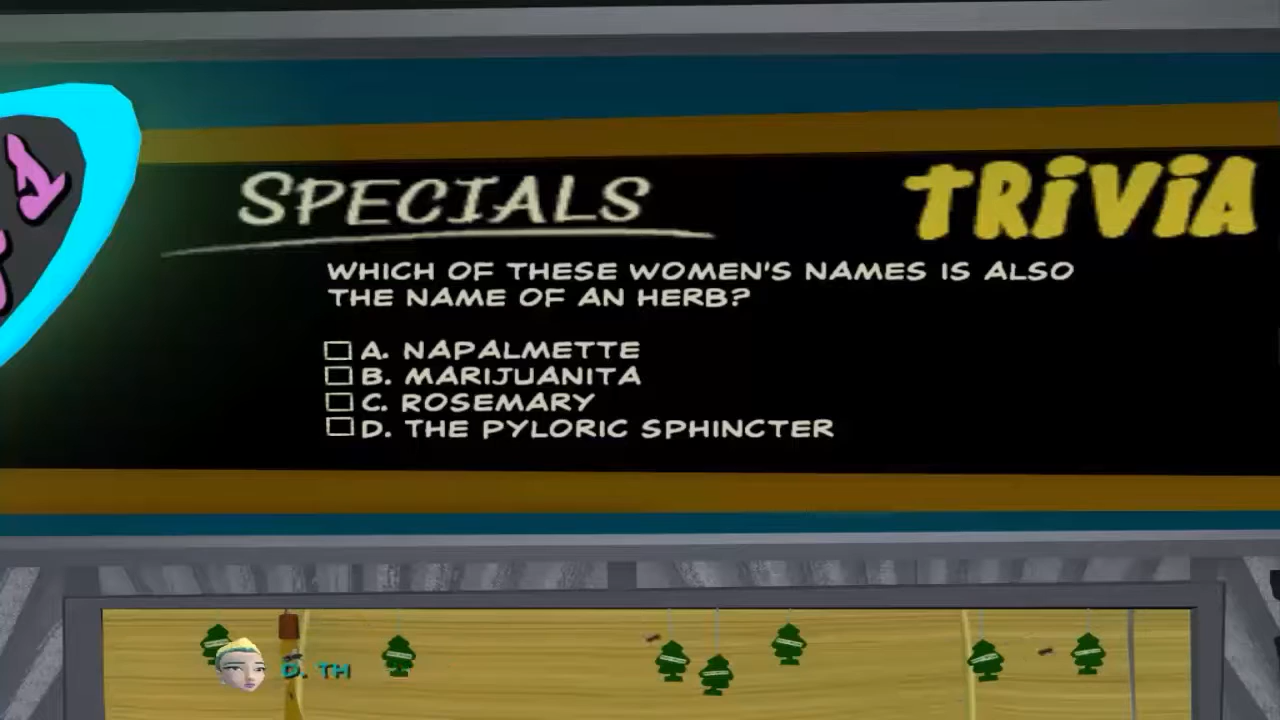 SPECIALS
TRIVIA
WHICH OF THESE WOMEN'S NAMES IS ALSO
THE NAME OF AN HERB?
A. NAPALMETTE
B. MARIJUANITA
C. ROSEMARY
D. THE PYLORIC SPHINCTER
D. TH